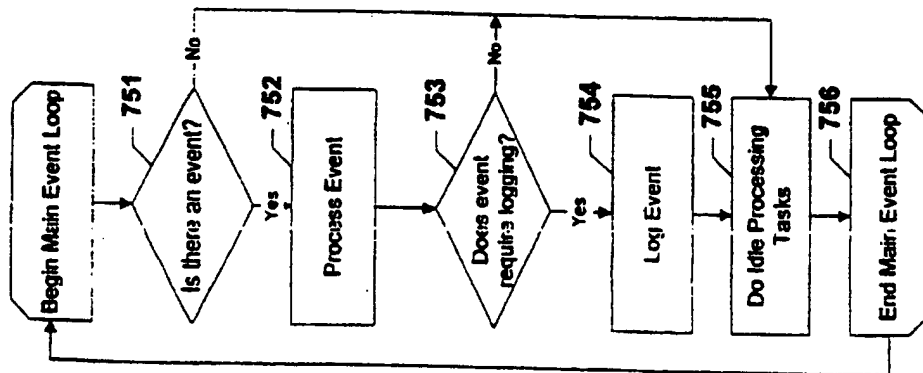 Begin Main Event Loop
751
Is there an event?
No
Yes
752
Process Event
753
Does event
require logging?
No
Yes
754
Log Event
755
Do Idle Processing
Tasks
756
End Main Event Loop